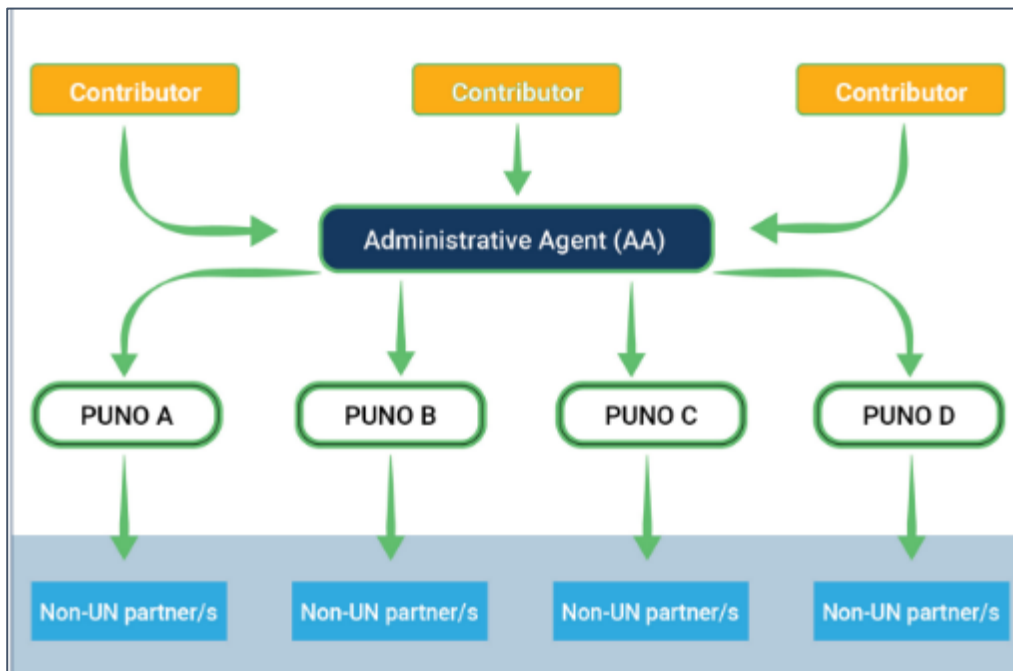 Contributor
Contributor
Contributor
Administrative Agent (AA)
PUNO A
PUNO B
PUNO C
PUNO D
Non-UN partner/s
Non-UN partner/s
Non-UN partner/s
Non-UN partner/s